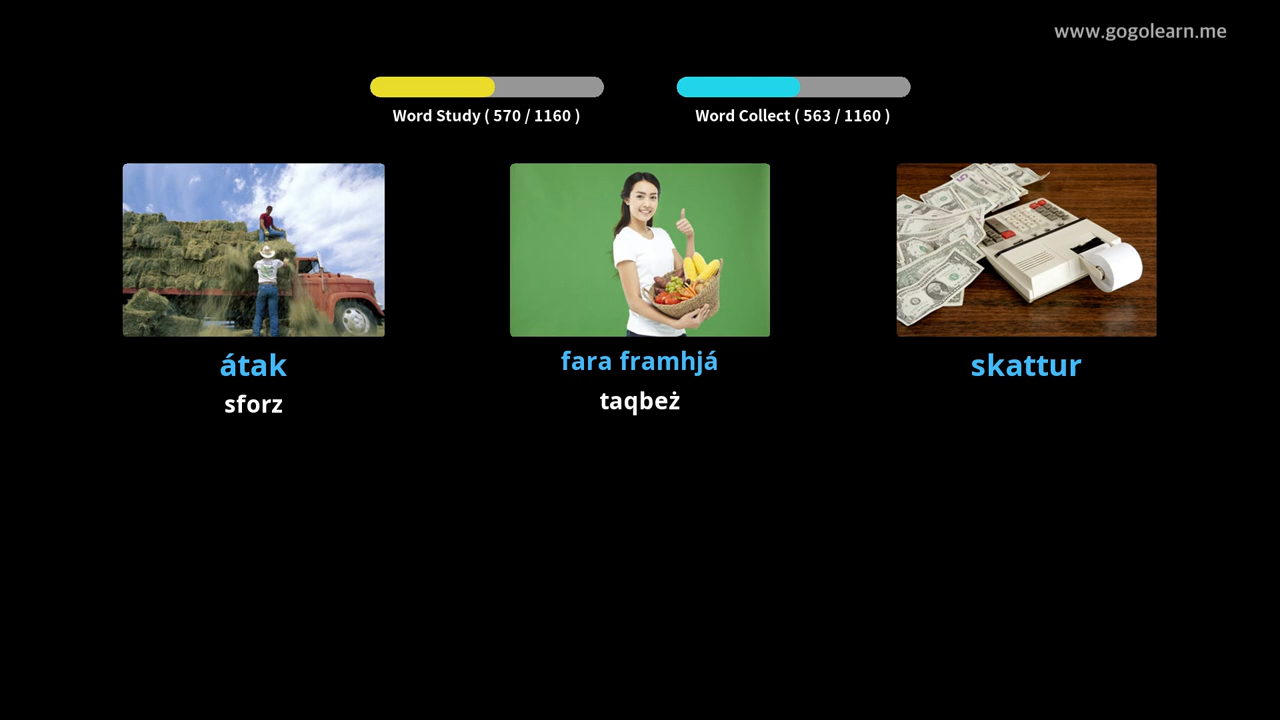 www.gogolearn.me
Word Study ( 570 / 1160 )
Word Collect ( 563 / 1160 )
átak
sforz
fara framhjá
taqbeż
skattur